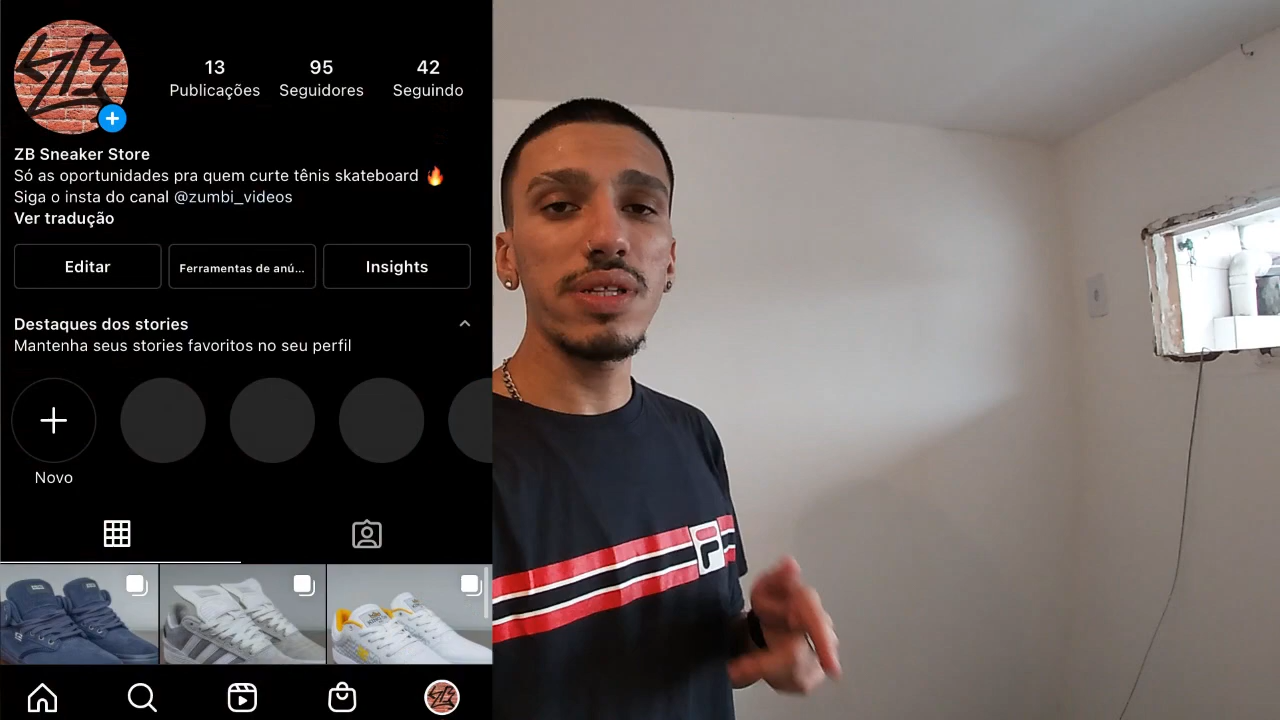 13
95
42
Publicações
Seguidores
Seguindo
ZB Sneaker Store
Só as oportunidades pra quem curte tênis skateboard 🔥
Siga o insta do canal @zumbi_videos
Ver tradução
Editar
Ferramentas de anú...
Insights
Destaques dos stories
Mantenha seus stories favoritos no seu perfil
Novo